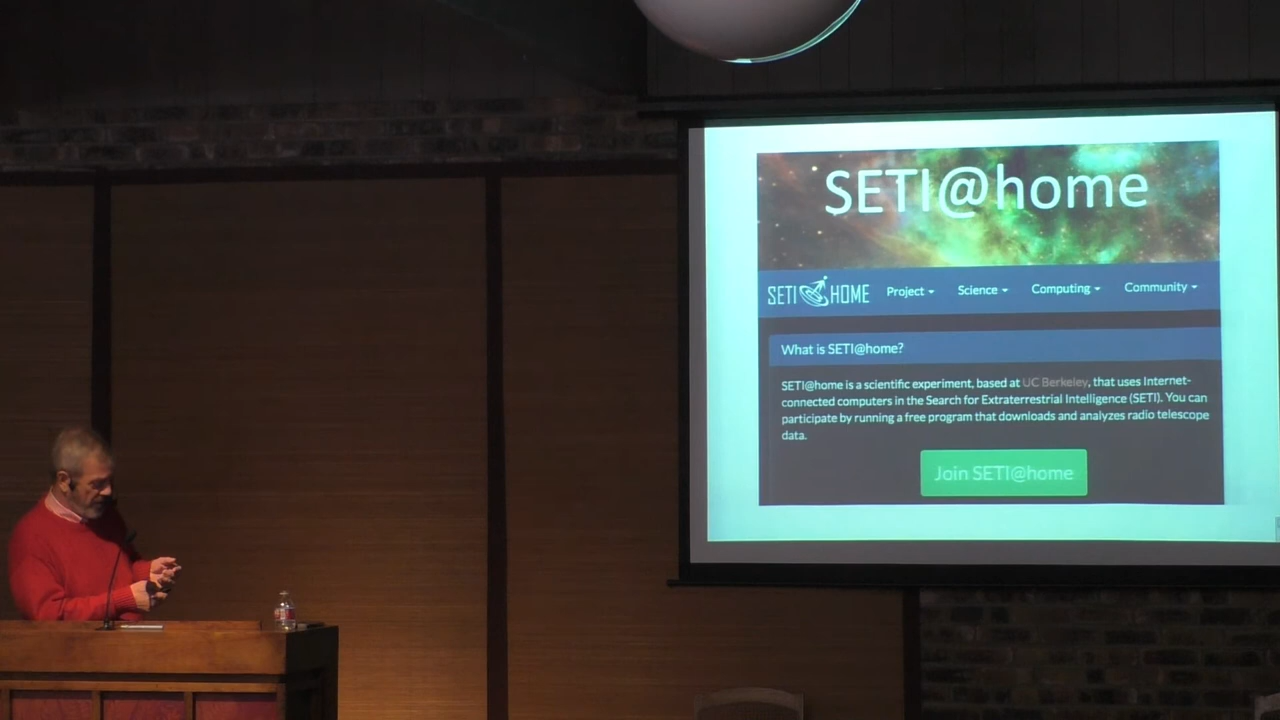 SETI@home
SETI HOME Project Science Computing Community
What is SETI@home?
SETI@home is a scientific experiment, based at UC Berkeley, that uses Internet-
connected computers in the Search for Extraterrestrial Intelligence (SETI). You can
participate by running a free program that downloads and analyzes radio telescope
data.
Join SETI@home